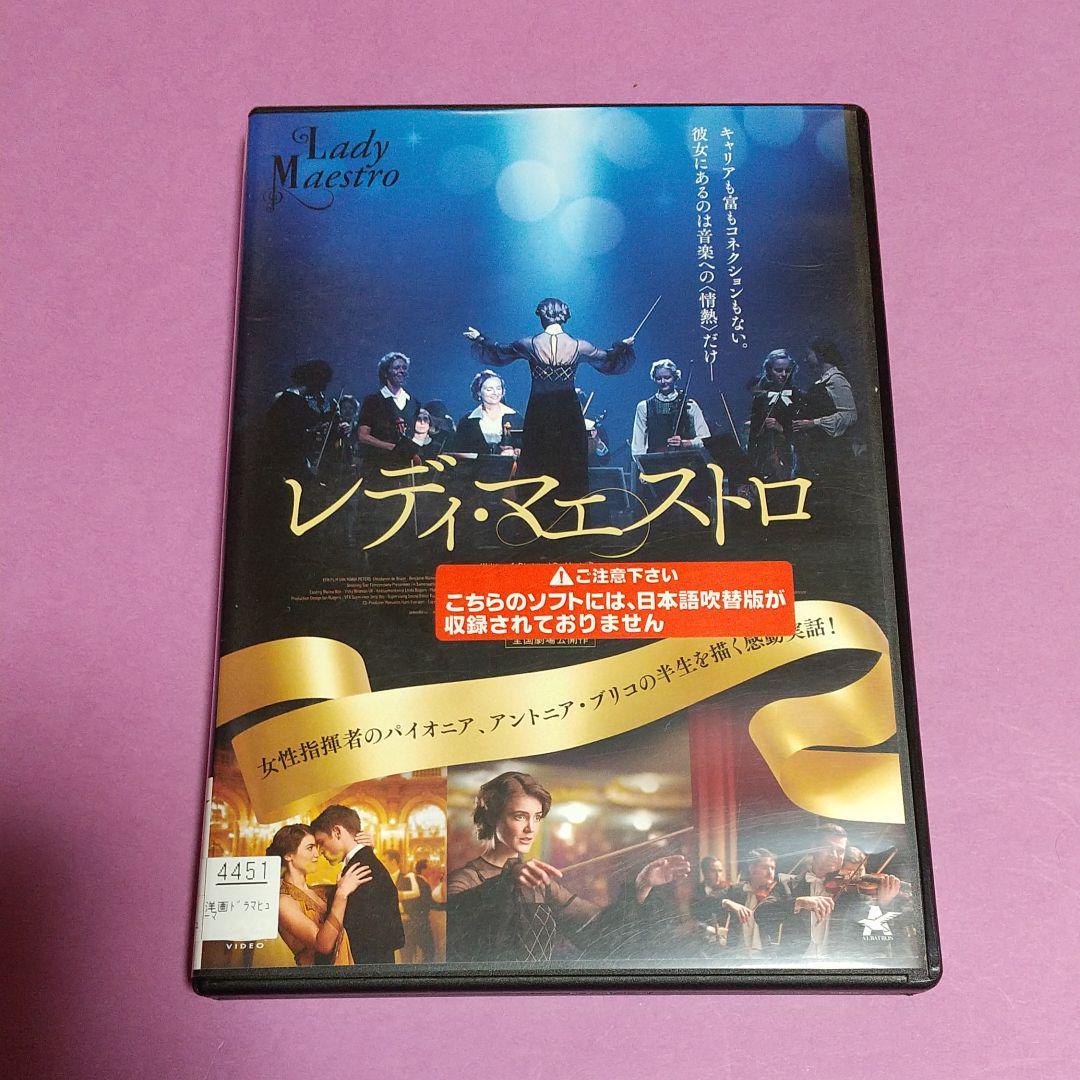 Lady
Maestro
キャリアも富もコネクションもない。
彼女にあるのは音楽への〈情熱〉だけ―
レディ・マエストロ
ご注意下さい
こちらのソフトには、日本語吹替版が
収録されておりません
全国劇場公開作
女性指揮者のパイオニア、アントニア・ブリコの半生を描く感動実話!
4451
洋画ドラマヒュ
ーマ
VIDEO
ALBATROS